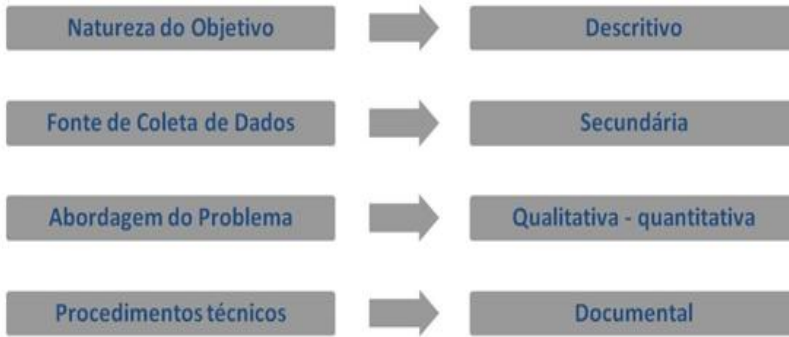 Natureza do Objetivo
Descritivo
Fonte de Coleta de Dados
Secundária
Abordagem do Problema
Qualitativa - quantitativa
Procedimentos técnicos
Documental